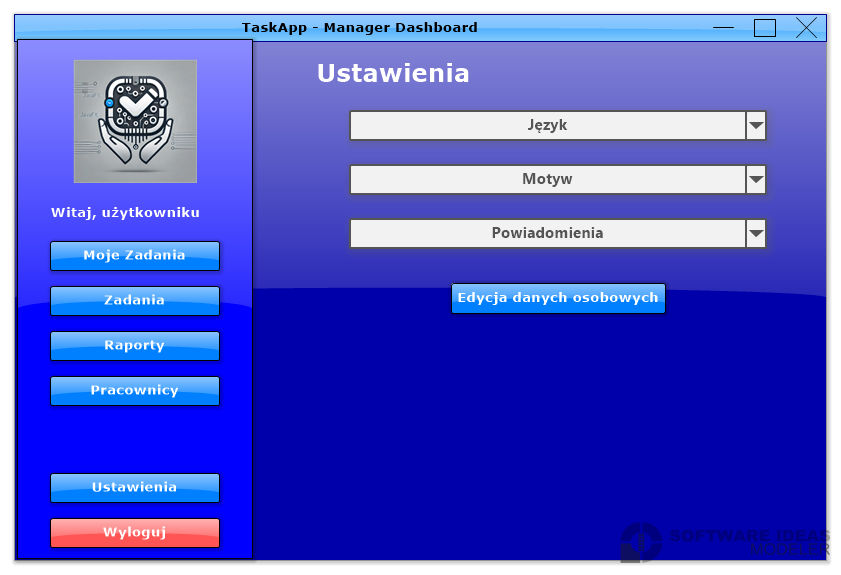 TaskApp - Manager Dashboard
Witaj, użytkowniku
Moje Zadania
Zadania
Raporty
Pracownicy
Ustawienia
Wyloguj
Ustawienia
Język
Motyw
Powiadomienia
Edycja danych osobowych
SOFTWARE IDEAS
MODELER